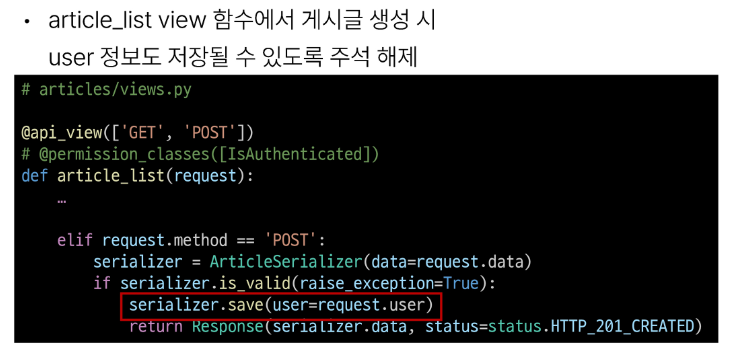 • article_list view 함수에서 게시글 생성 시
user 정보도 저장될 수 있도록 주석 해제
# articles/views.py
@api_view(['GET', 'POST'])
# @permission_classes([IsAuthenticated])
def article_list(request):
…
elif request.method == 'POST':
serializer = ArticleSerializer(data=request.data)
if serializer.is_valid(raise_exception=True):
serializer.save(user=request.user)
return Response(serializer.data, status=status.HTTP_201_CREATED)